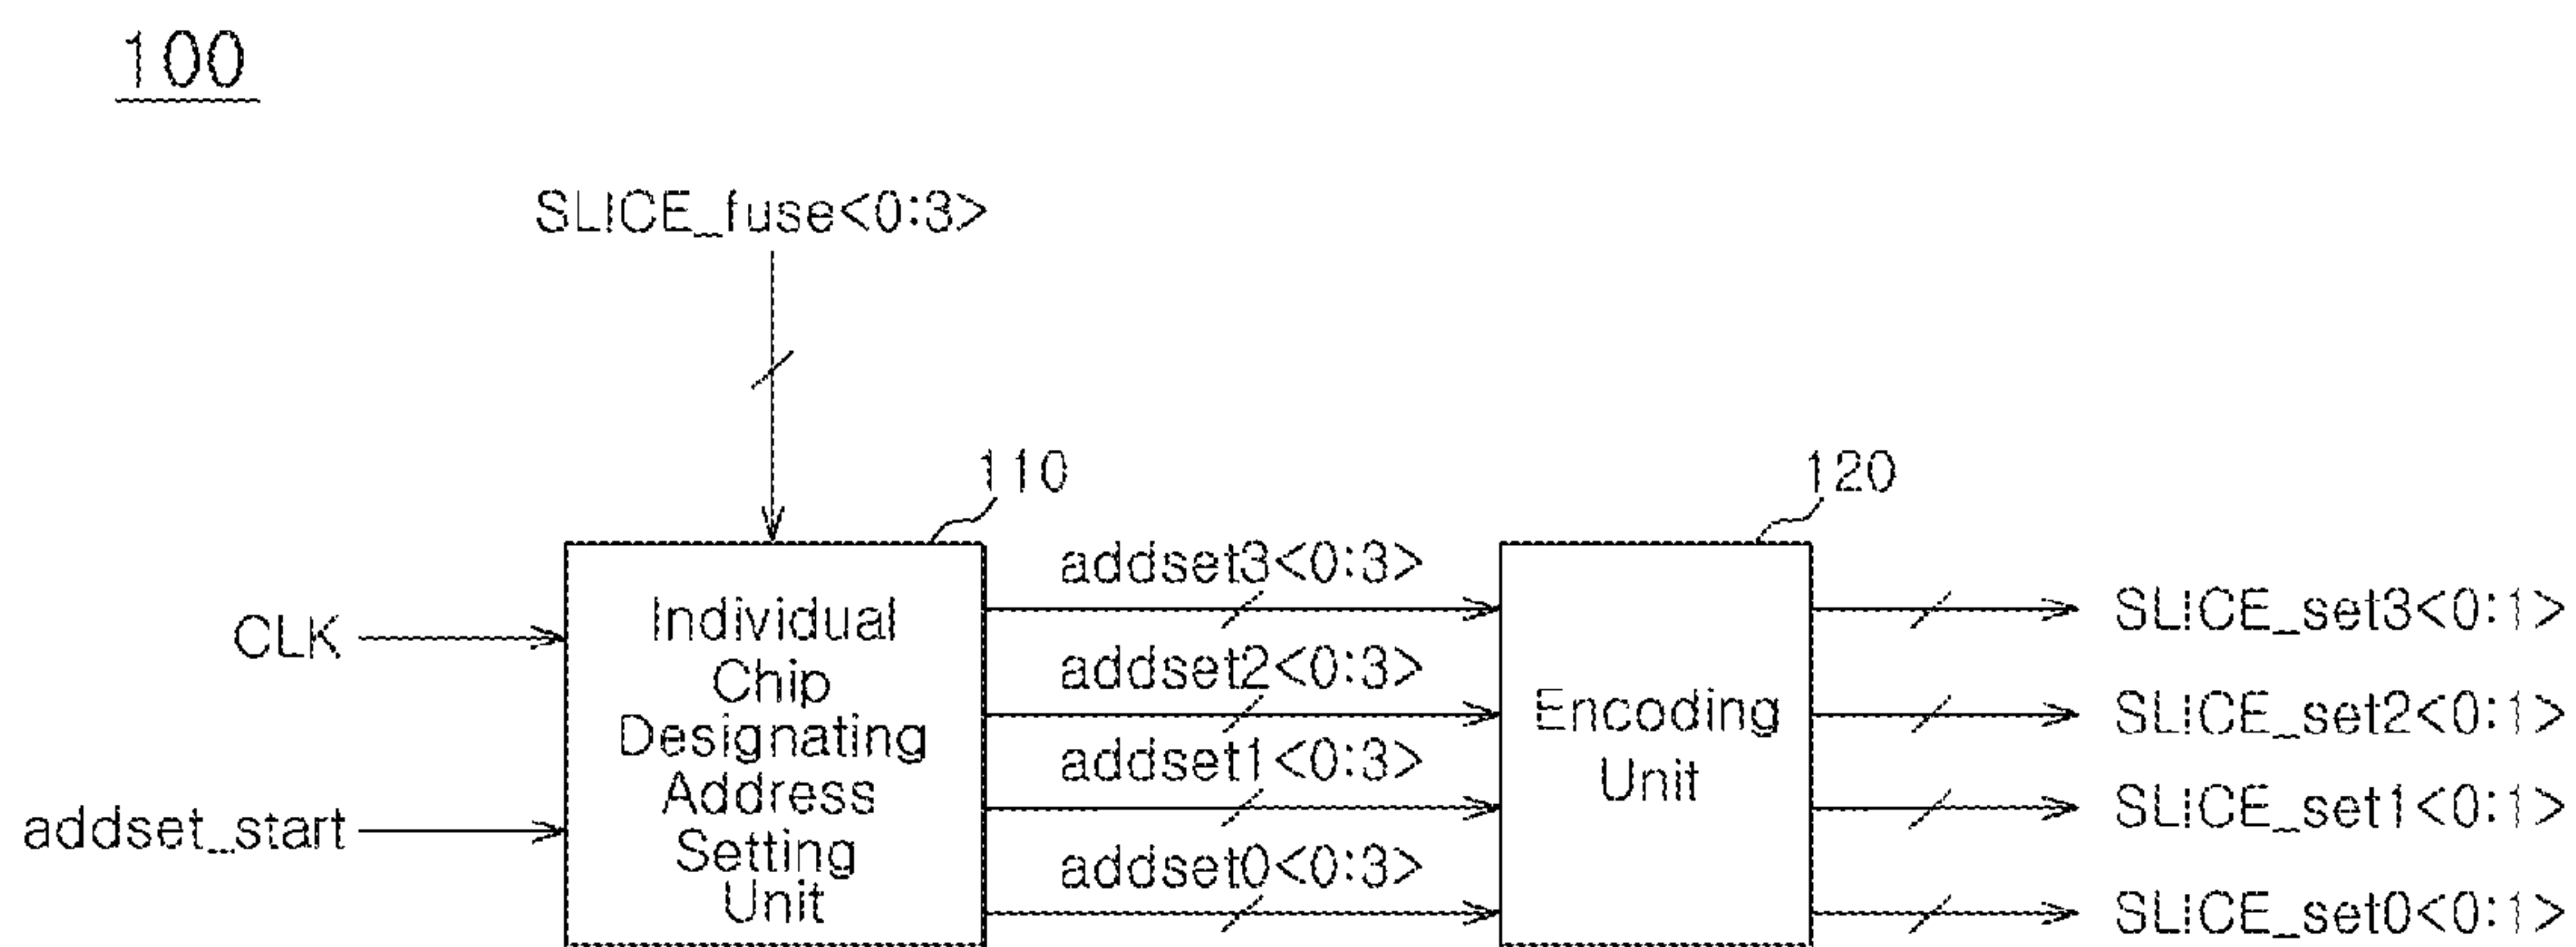 100
SLICE_fuse<0:3>
110
120
CLK
addset_start
Individual
Chip
Designating
Address
Setting
Unit
addset3<0:3>
addset2<0:3>
addset1<0:3>
addset0<0:3>
Encoding
Unit
SLICE_set3<0:1>
SLICE_set2<0:1>
SLICE_set1<0:1>
SLICE_set0<0:1>